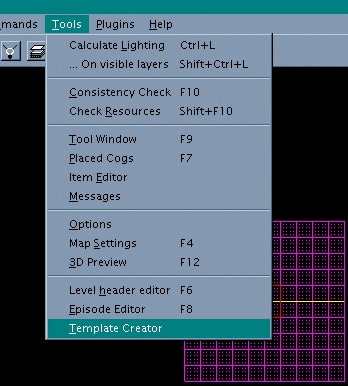 mmands Tools Plugins Help
Calculate Lighting Ctrl+L
... On visible layers Shift+Ctrl+L
Consistency Check F10
Check Resources Shift+F10
Tool Window F9
Placed Cogs F7
Item Editor
Messages
Options
Map Settings F4
3D Preview F12
Level header editor F6
Episode Editor F8
Template Creator